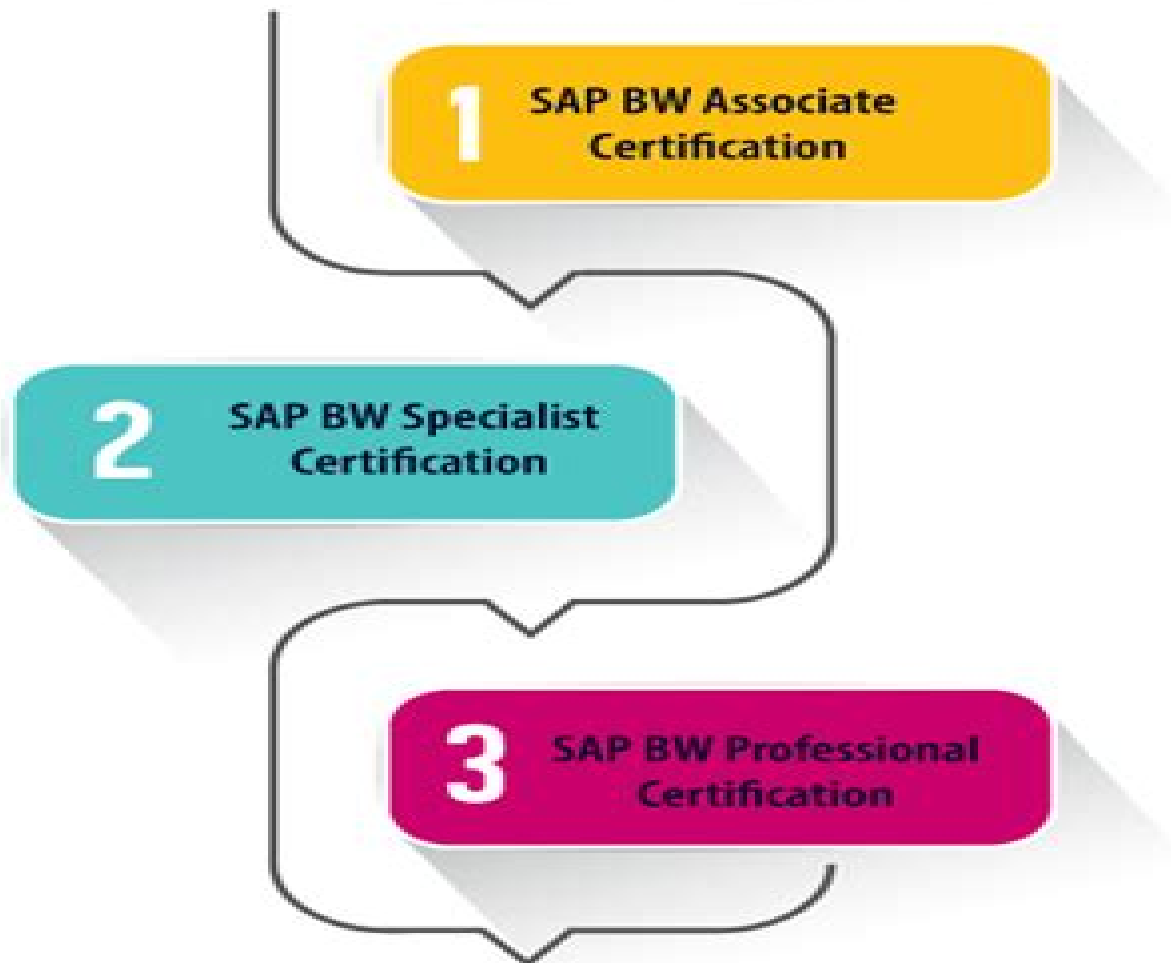 1 SAP BW Associate
Certification
2 SAP BW Specialist
Certification
3 SAP BW Professional
Certification